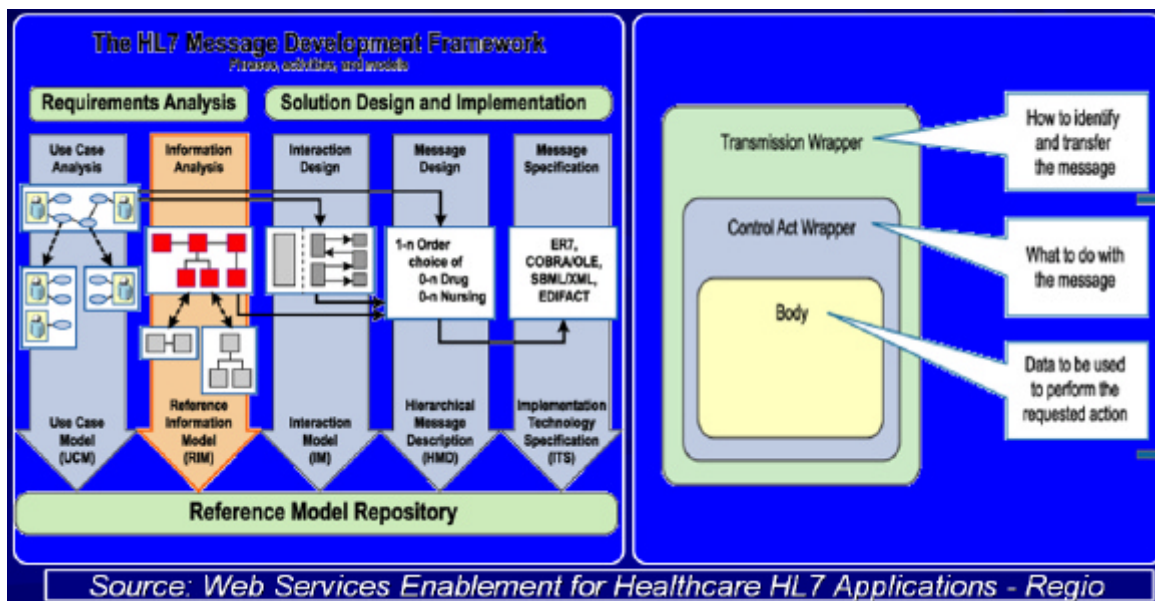 The HL7 Message Development Framework
Phrases, activities, and models
Requirements Analysis
Solution Design and Implementation
Use Case
Analysis
Information
Analysis
Interaction
Design
Message
Design
Message
Specification
1-n Order
choice of
0-n Drug
0-n Nursing
ER7,
COBRA/OLE,
SBML/XML,
EDIFACT
Use Case
Model
(UCM)
Reference
Information
Model
(RIM)
Interaction
Model
(IM)
Hierarchical
Message
Description
(HMD)
Implementation
Technology
Specification
(ITS)
Reference Model Repository
Transmission Wrapper
How to identify
and transfer
the message
Control Act Wrapper
What to do with
the message
Body
Data to be used
to perform the
requested action
Source: Web Services Enablement for Healthcare HL7 Applications - Regio